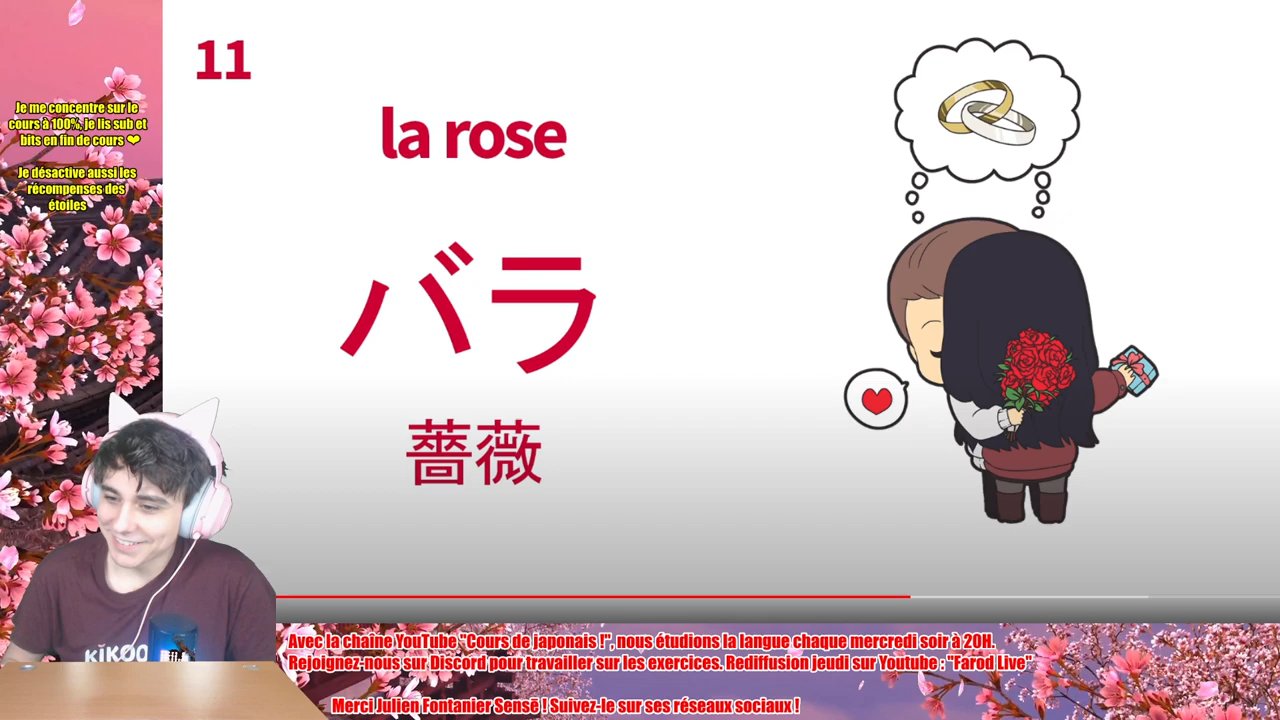 Je me concentre sur le
cours à 100%, je lis sub et
bits en fin de cours ❤
Je désactive aussi les
récompenses des
étoiles
11
la rose
バラ
薔薇
KIKOO
Avec la chaîne YouTube "Cours de japonais !", nous étudions la langue chaque mercredi soir à 20H.
Rejoignez-nous sur Discord pour travailler sur les exercices. Rediffusion jeudi sur Youtube : "Farod Live"
Merci Julien Fontanier Sensē ! Suivez-le sur ses réseaux sociaux !